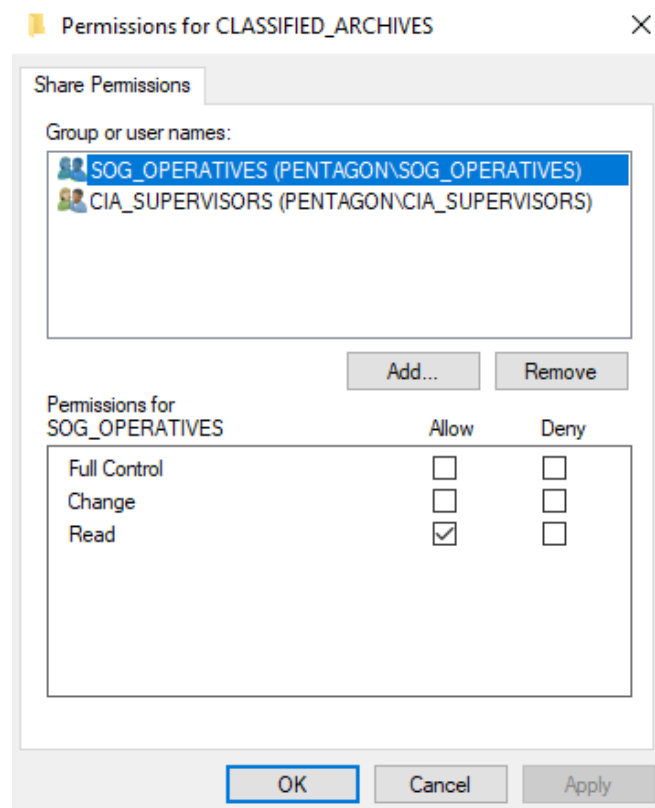 Permissions for CLASSIFIED_ARCHIVES
Share Permissions
Group or user names:
SOG_OPERATIVES (PENTAGON\SOG_OPERATIVES)
CIA_SUPERVISORS (PENTAGON\CIA_SUPERVISORS)
Add... Remove
Permissions for
SOG_OPERATIVES Allow Deny
Full Control
Change
Read
OK Cancel Apply